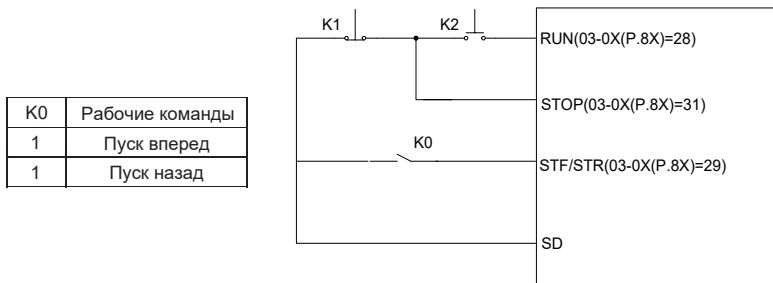 K1
K2
RUN(03-0X(P.8X)=28)
K0 Рабочие команды
1 Пуск вперед
1 Пуск назад
STOP(03-0X(P.8X)=31)
K0
STF/STR(03-0X(P.8X)=29)
SD